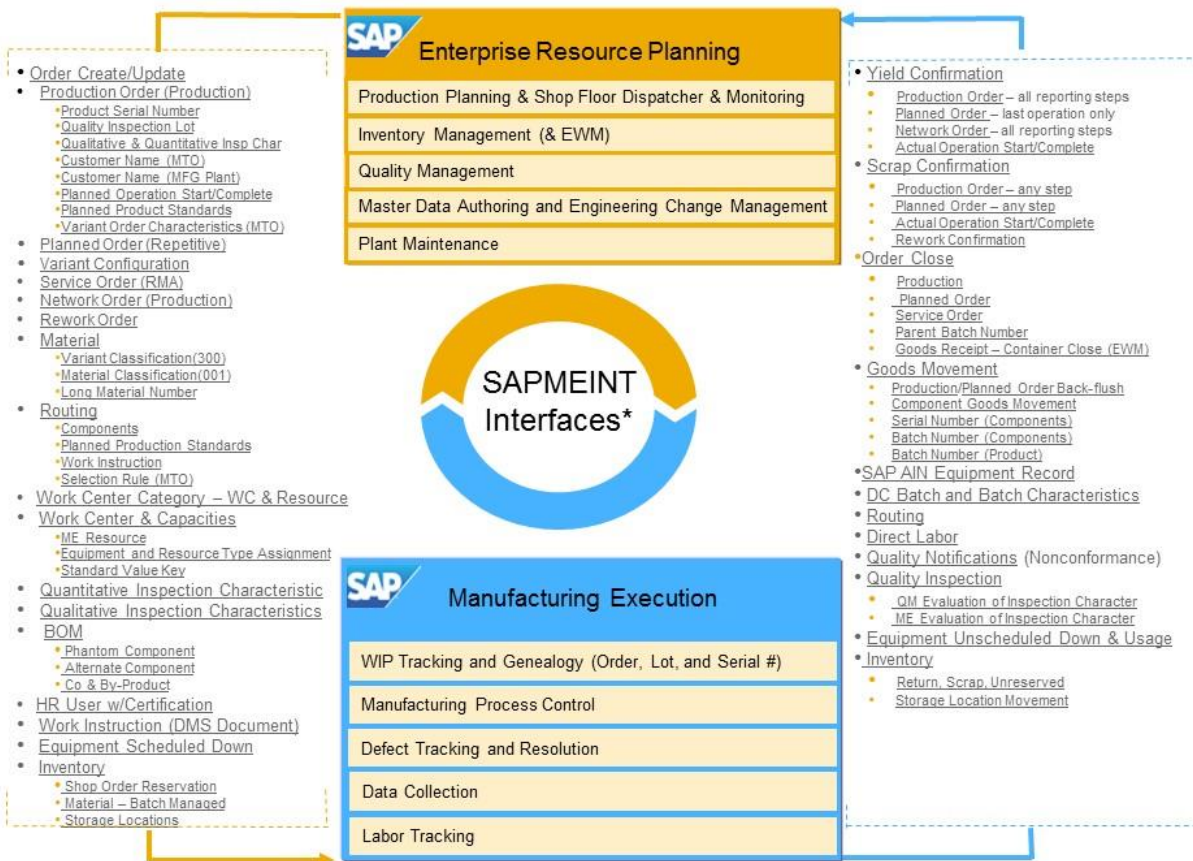 SAP
Enterprise Resource Planning
Production Planning & Shop Floor Dispatcher & Monitoring
Inventory Management (& EWM)
Quality Management
Master Data Authoring and Engineering Change Management
Plant Maintenance
• Order Create/Update
• Production Order (Production)
•Product Serial Number
•Quality Inspection Lot
•Qualitative & Quantitative Insp Char
•Customer Name (MTO)
•Customer Name (MFG Plant)
•Planned Operation Start/Complete
•Planned Product Standards
•Variant Order Characteristics (MTO)
• Planned Order (Repetitive)
• Variant Configuration
• Service Order (RMA)
• Network Order (Production)
• Rework Order
• Material
•Variant Classification(300)
•Material Classification(001)
•Long Material Number
• Routing
•Components
•Planned Production Standards
•Work Instruction
•Selection Rule (MTO)
• Work Center Category – WC & Resource
• Work Center & Capacities
•ME Resource
•Equipment and Resource Type Assignment
•Standard Value Key
• Quantitative Inspection Characteristic
• Qualitative Inspection Characteristics
• BOM
• Phantom Component
• Alternate Component
• Co & By-Product
• HR User w/Certification
• Work Instruction (DMS Document)
• Equipment Scheduled Down
• Inventory
• Shop Order Reservation
• Material – Batch Managed
• Storage Locations
SAPMEINT
Interfaces*
SAP
Manufacturing Execution
WIP Tracking and Genealogy (Order, Lot, and Serial #)
Manufacturing Process Control
Defect Tracking and Resolution
Data Collection
Labor Tracking
• Yield Confirmation
• Production Order – all reporting steps
• Planned Order – last operation only
• Network Order – all reporting steps
• Actual Operation Start/Complete
• Scrap Confirmation
• Production Order – any step
• Planned Order – any step
• Actual Operation Start/Complete
• Rework Confirmation
•Order Close
• Production
• Planned Order
• Service Order
• Parent Batch Number
• Goods Receipt – Container Close (EWM)
• Goods Movement
• Production/Planned Order Back-flush
• Component Goods Movement
• Serial Number (Components)
• Batch Number (Components)
• Batch Number (Product)
•SAP AIN Equipment Record
• DC Batch and Batch Characteristics
• Routing
• Direct Labor
• Quality Notifications (Nonconformance)
• Quality Inspection
• QM Evaluation of Inspection Character
• ME Evaluation of Inspection Character
• Equipment Unscheduled Down & Usage
• Inventory
• Return, Scrap, Unreserved
• Storage Location Movement